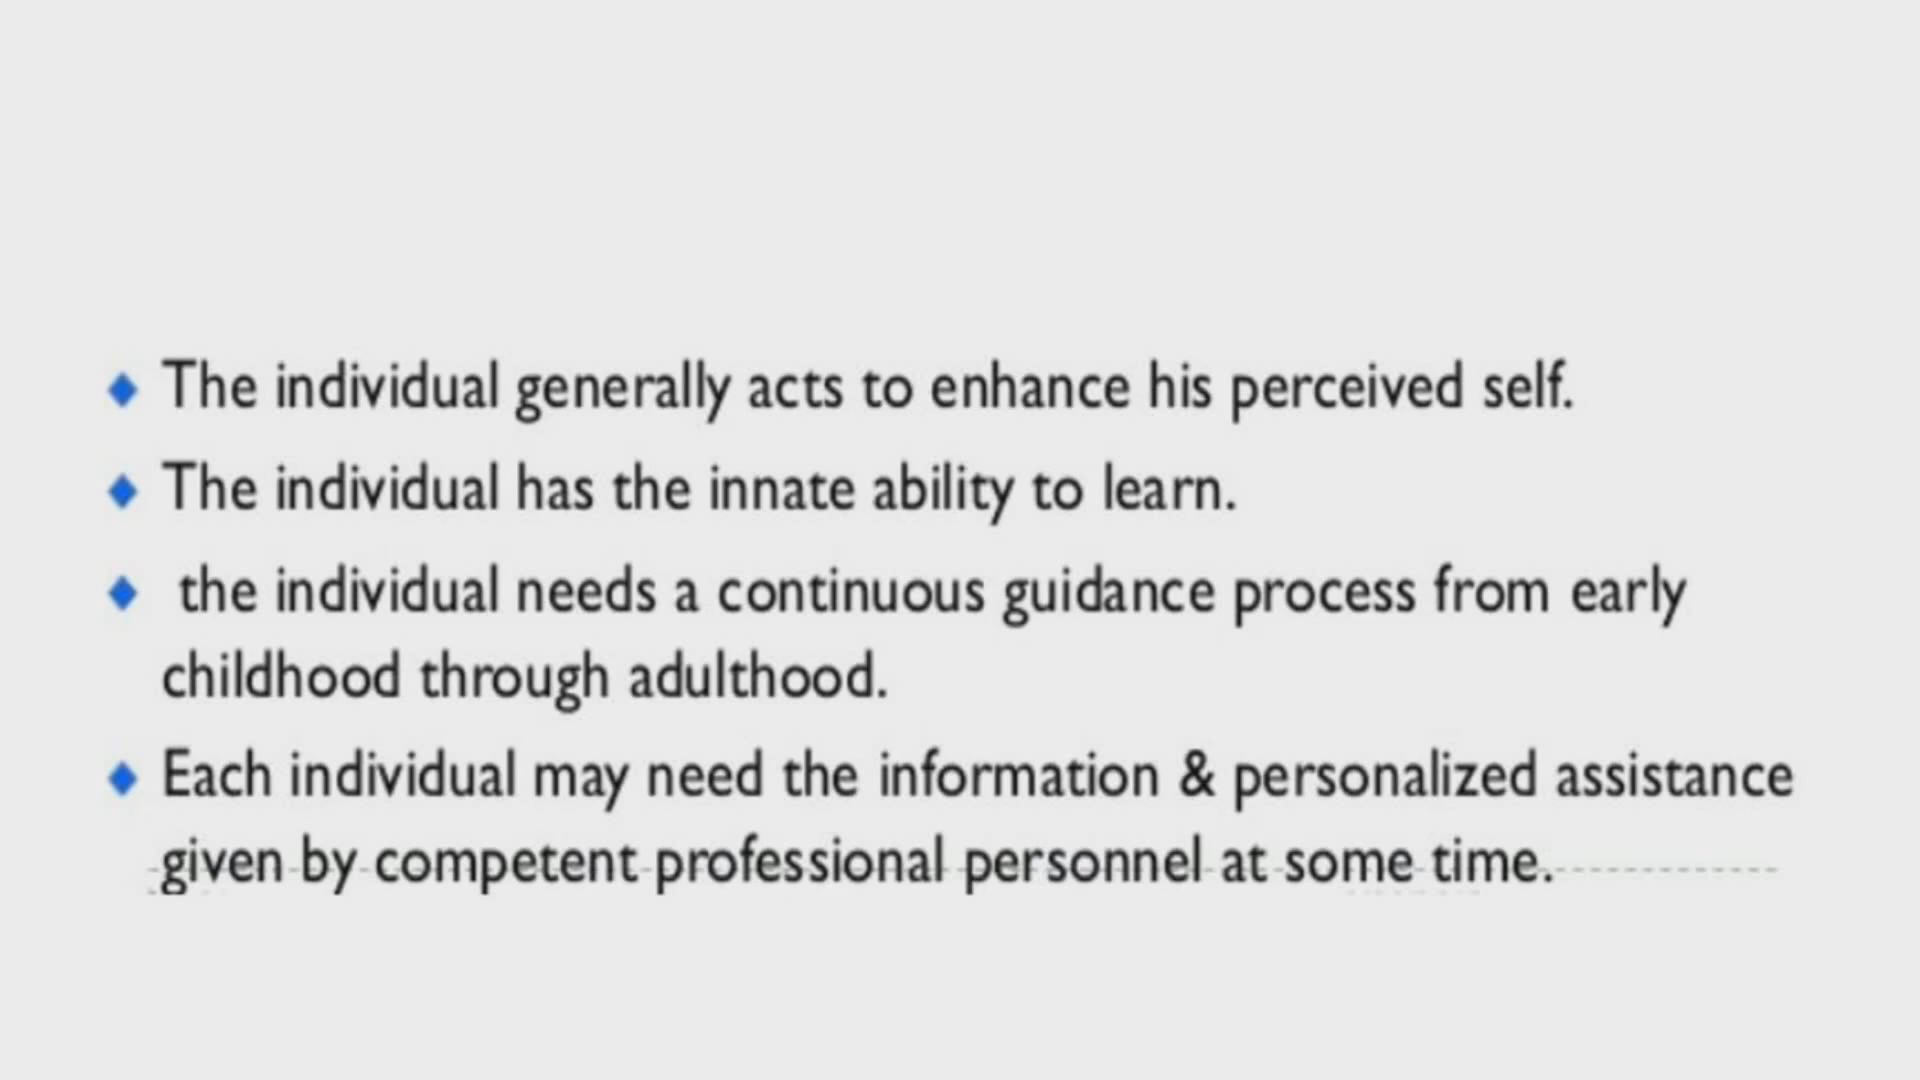 The individual generally acts to enhance his perceived self.
The individual has the innate ability to learn.
the individual needs a continuous guidance process from early
childhood through adulthood.
Each individual may need the information & personalized assistance
given by competent professional personnel at some time.